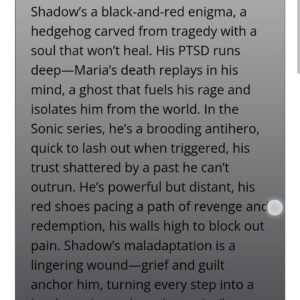 Shadow's a black-and-red enigma, a
hedgehog carved from tragedy with a
soul that won't heal. His PTSD runs
deep—Maria's death replays in his
mind, a ghost that fuels his rage and
isolates him from the world. In the
Sonic series, he's a brooding antihero,
quick to lash out when triggered, his
trust shattered by a past he can't
outrun. He's powerful but distant, his
red shoes pacing a path of revenge and
redemption, his walls high to block out
pain. Shadow's maladaptation is a
lingering wound—grief and guilt
anchor him, turning every step into a